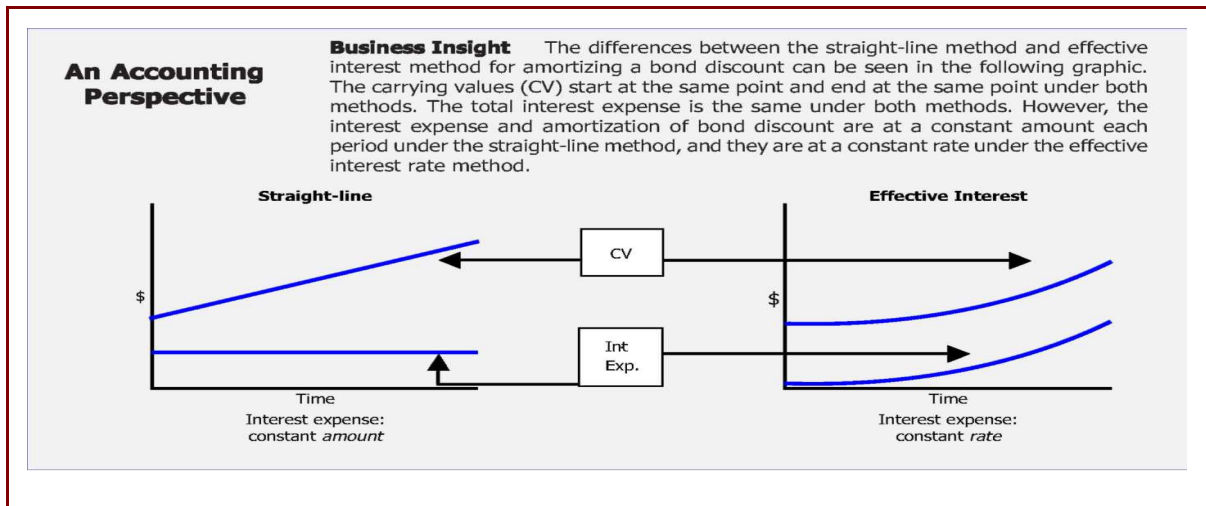 An Accounting
Perspective
Business Insight The differences between the straight-line method and effective
interest method for amortizing a bond discount can be seen in the following graphic.
The carrying values (CV) start at the same point and end at the same point under both
methods. The total interest expense is the same under both methods. However, the
interest expense and amortization of bond discount are at a constant amount each
period under the straight-line method, and they are at a constant rate under the effective
interest rate method.
Straight-line
Effective Interest
CV
$
$
Int
Exp.
Time
Time
Interest expense:
constant amount
Interest expense:
constant rate